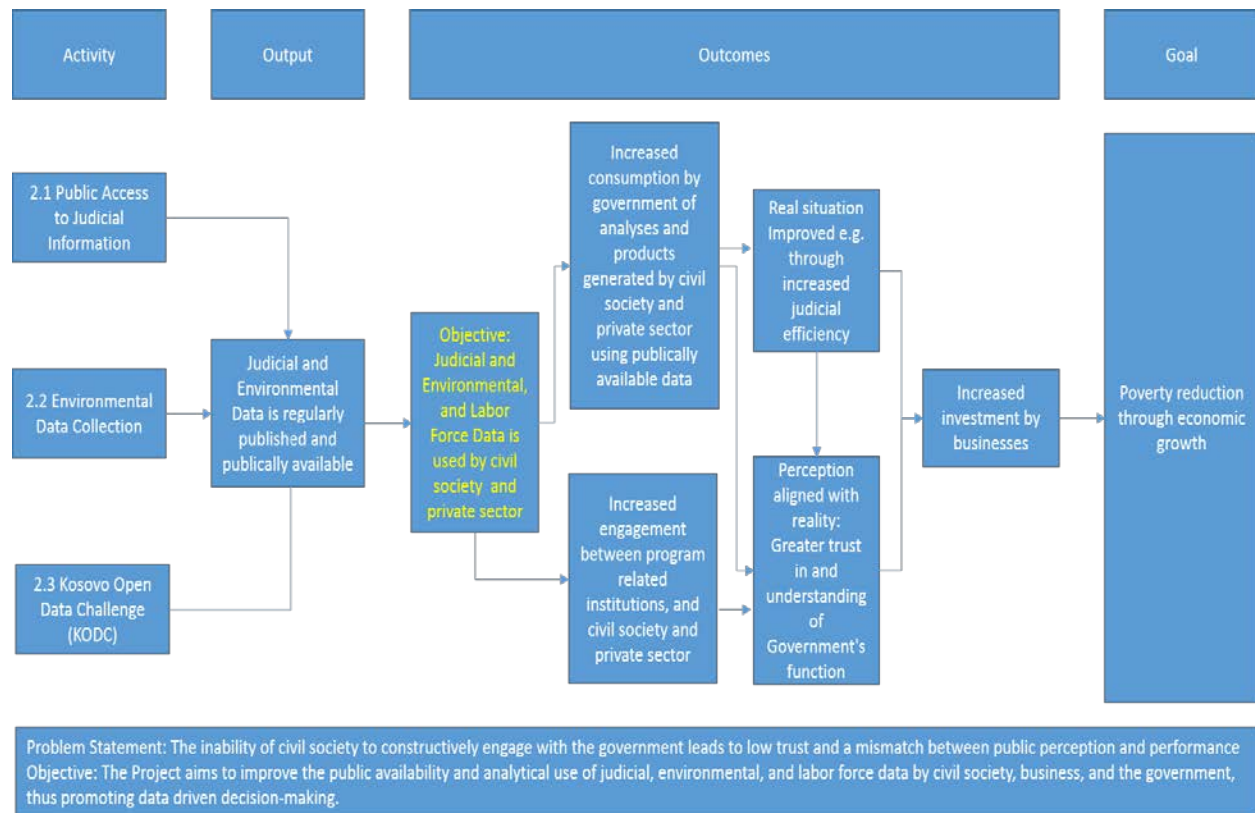 Activity
Output
Outcomes
Goal
2.1 Public Access
to Judicial
Information
2.2 Environmental
Data Collection
2.3 Kosovo Open
Data Challenge
(KODC)
Judicial and
Environmental
Data is regularly
published and
publically available
Objective:
Judicial and
Environmental,
and Labor
Force Data is
used by civil
society and
private sector
Increased
consumption by
government of
analyses and
products
generated by civil
society and
private sector
using publically
available data
Increased
engagement
between program
related
institutions, and
civil society and
private sector
Real situation
Improved e.g.
through
increased
judicial
efficiency
Perception
aligned with
reality:
Greater trust
in and
understanding
of
Government's
function
Increased
investment by
businesses
Poverty reduction
through economic
growth
Problem Statement: The inability of civil society to constructively engage with the government leads to low trust and a mismatch between public perception and performance
Objective: The Project aims to improve the public availability and analytical use of judicial, environmental, and labor force data by civil society, business, and the government,
thus promoting data driven decision-making.